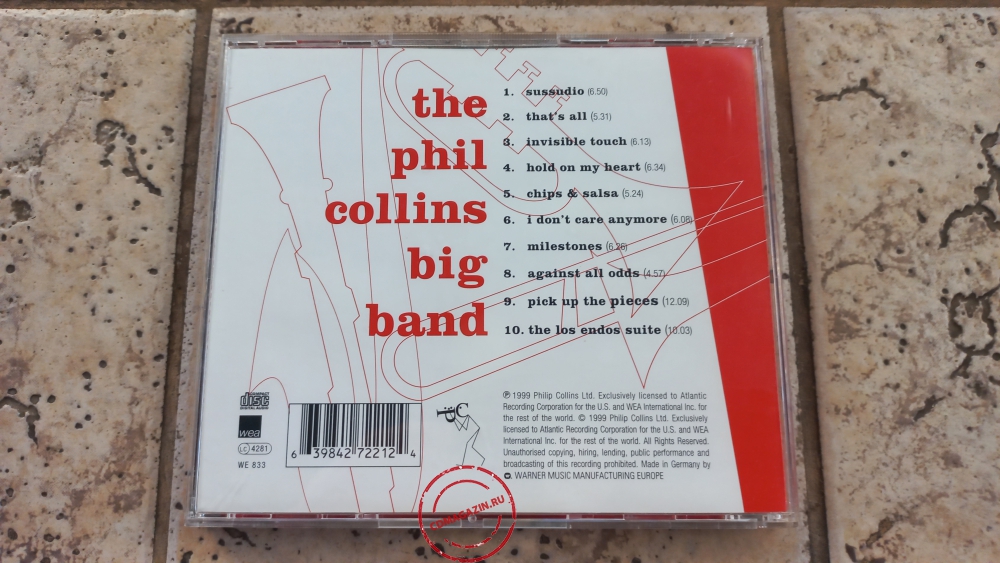 the
phil
collins
big
band
1. sussudio (6.50)
2. that's all (5.31)
3. invisible touch (6.13)
4. hold on my heart (6.34)
5. chips & salsa (5.24)
6. i don't care anymore (6.08)
7. milestones (6.26)
8. against all odds (4.57)
9. pick up the pieces (12.09)
10. the los endos suite (10.03)
COMPACT
disc
DIGITAL AUDIO
wea
LC 4281
WE 833
6 39842 72212 4
℗ 1999 Philip Collins Ltd. Exclusively licensed to Atlantic
Recording Corporation for the U.S. and WEA International Inc. for
the rest of the world. © 1999 Philip Collins Ltd. Exclusively
licensed to Atlantic Recording Corporation for the U.S. and WEA
International Inc. for the rest of the world. All Rights Reserved.
Unauthorised copying, hiring, lending, public performance and
broadcasting of this recording prohibited. Made in Germany by
WARNER MUSIC MANUFACTURING EUROPE
CDMAGAZIN.RU